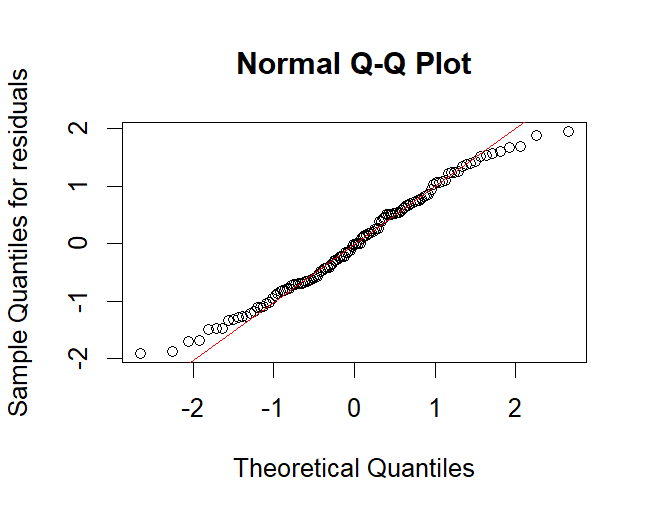 Normal Q-Q Plot
Sample Quantiles for residuals
2
1
0
-1
-2
-2 -1 0 1 2
Theoretical Quantiles